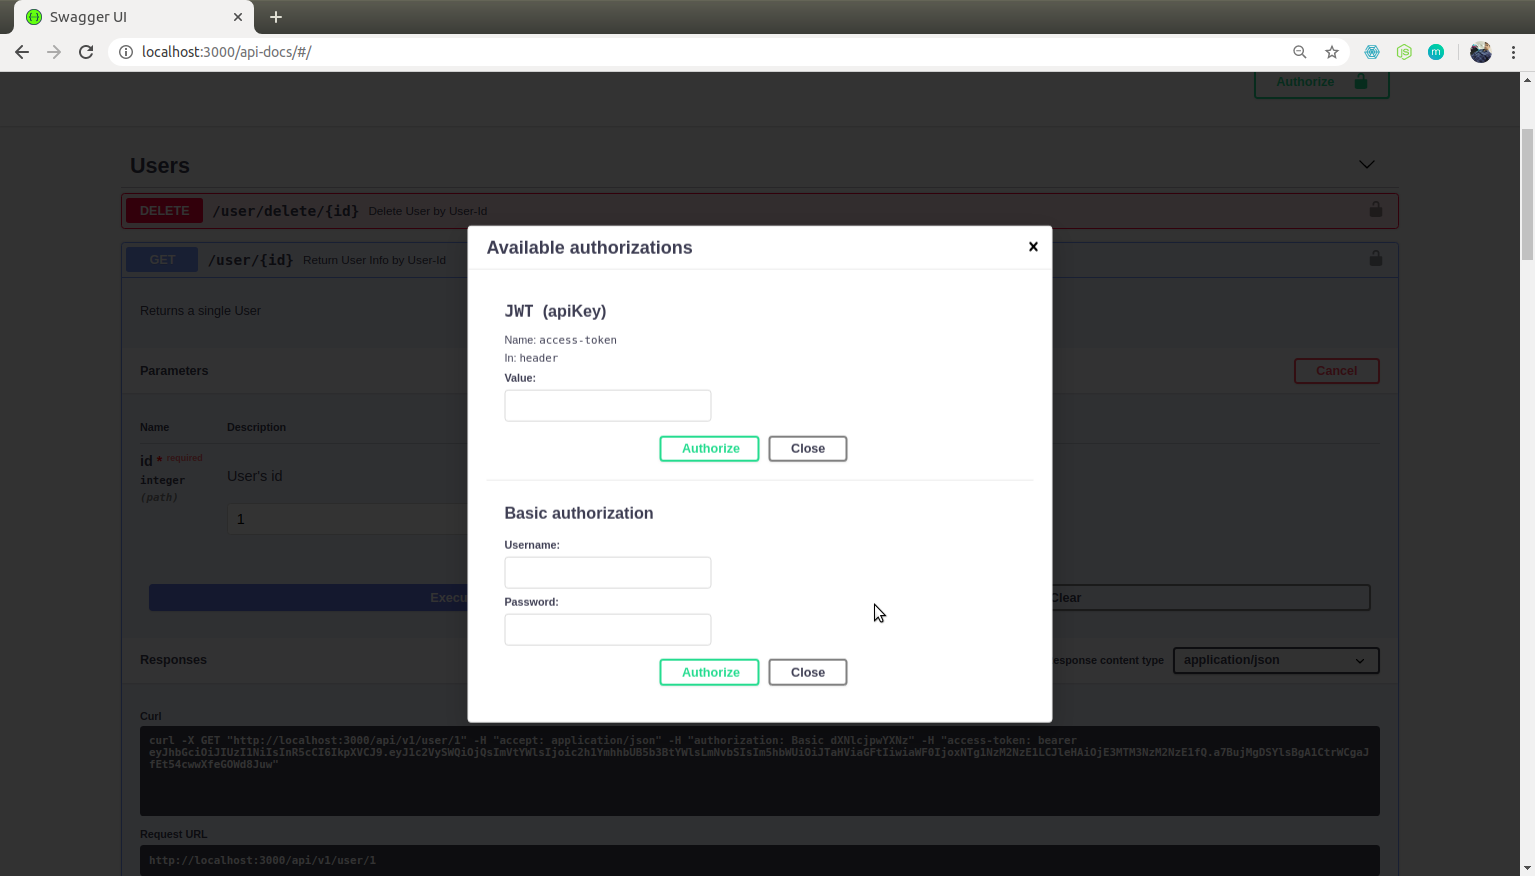 Swagger UI
localhost:3000/api-docs/#/
Authorize
Users
DELETE /user/delete/{id} Delete User by User-Id
GET /user/{id} Return User Info by User-Id
Available authorizations
Returns a single User
JWT (apiKey)
Name: access-token
In: header
Value:
Parameters
Cancel
Name Description
Authorize Close
id * required
integer
(path)
User's id
1
Basic authorization
Username:
Password:
Execu
Clear
Authorize Close
Responses
esponse content type application/json
Curl
curl -X GET "http://localhost:3000/api/v1/user/1" -H "accept: application/json" -H "authorization: Basic dXNlcjpwYXNz" -H "access-token: bearer
Request URL
http://localhost:3000/api/v1/user/1